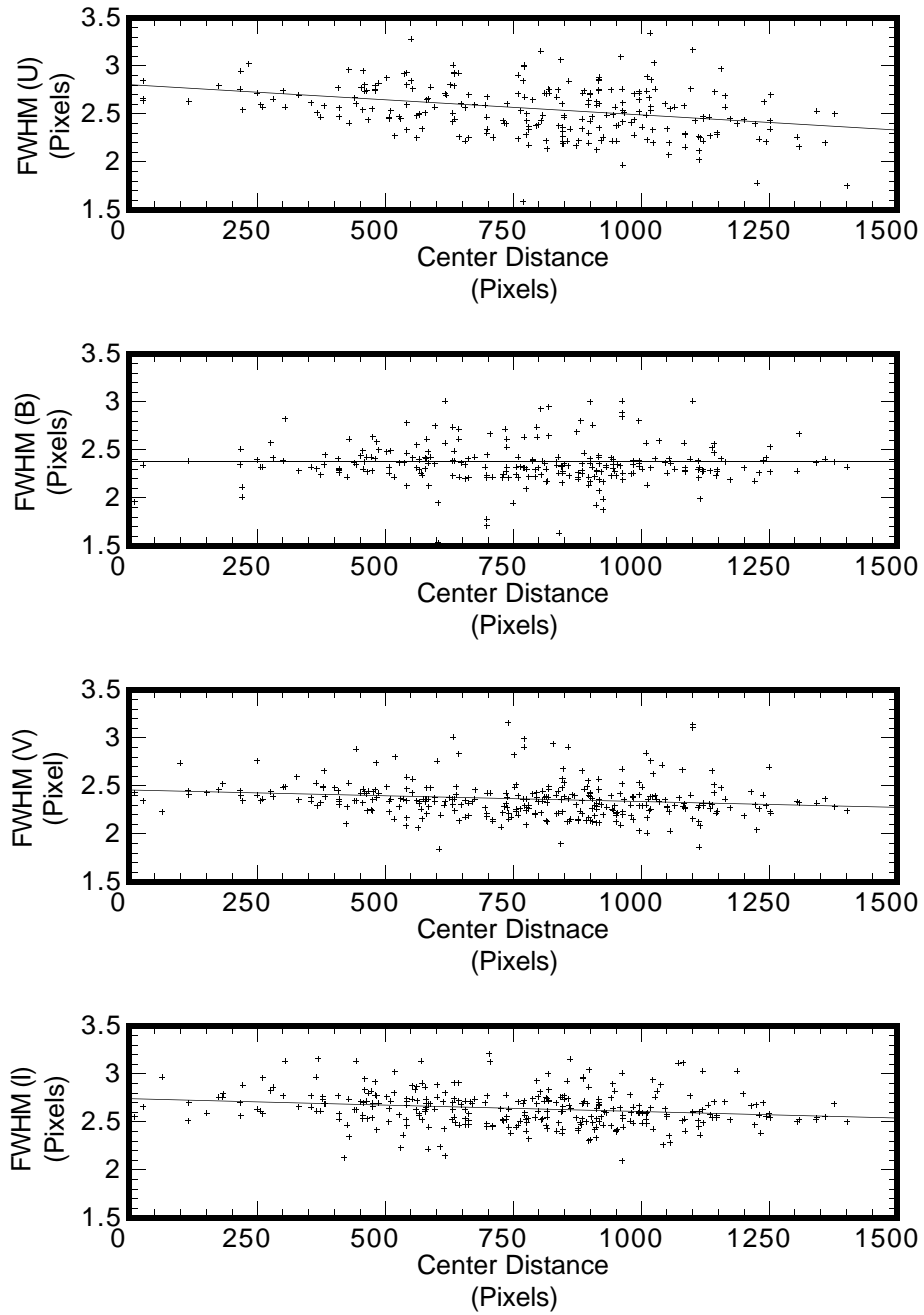 3.5
3
2.5
2
1.5
FWHM (U)
(Pixels)
0 250 500 750 1000 1250 1500
Center Distance
(Pixels)
3.5
3
2.5
2
1.5
FWHM (B)
(Pixels)
0 250 500 750 1000 1250 1500
Center Distance
(Pixels)
3.5
3
2.5
2
1.5
FWHM (V)
(Pixel)
0 250 500 750 1000 1250 1500
Center Distnace
(Pixels)
3.5
3
2.5
2
1.5
FWHM (I)
(Pixels)
0 250 500 750 1000 1250 1500
Center Distance
(Pixels)